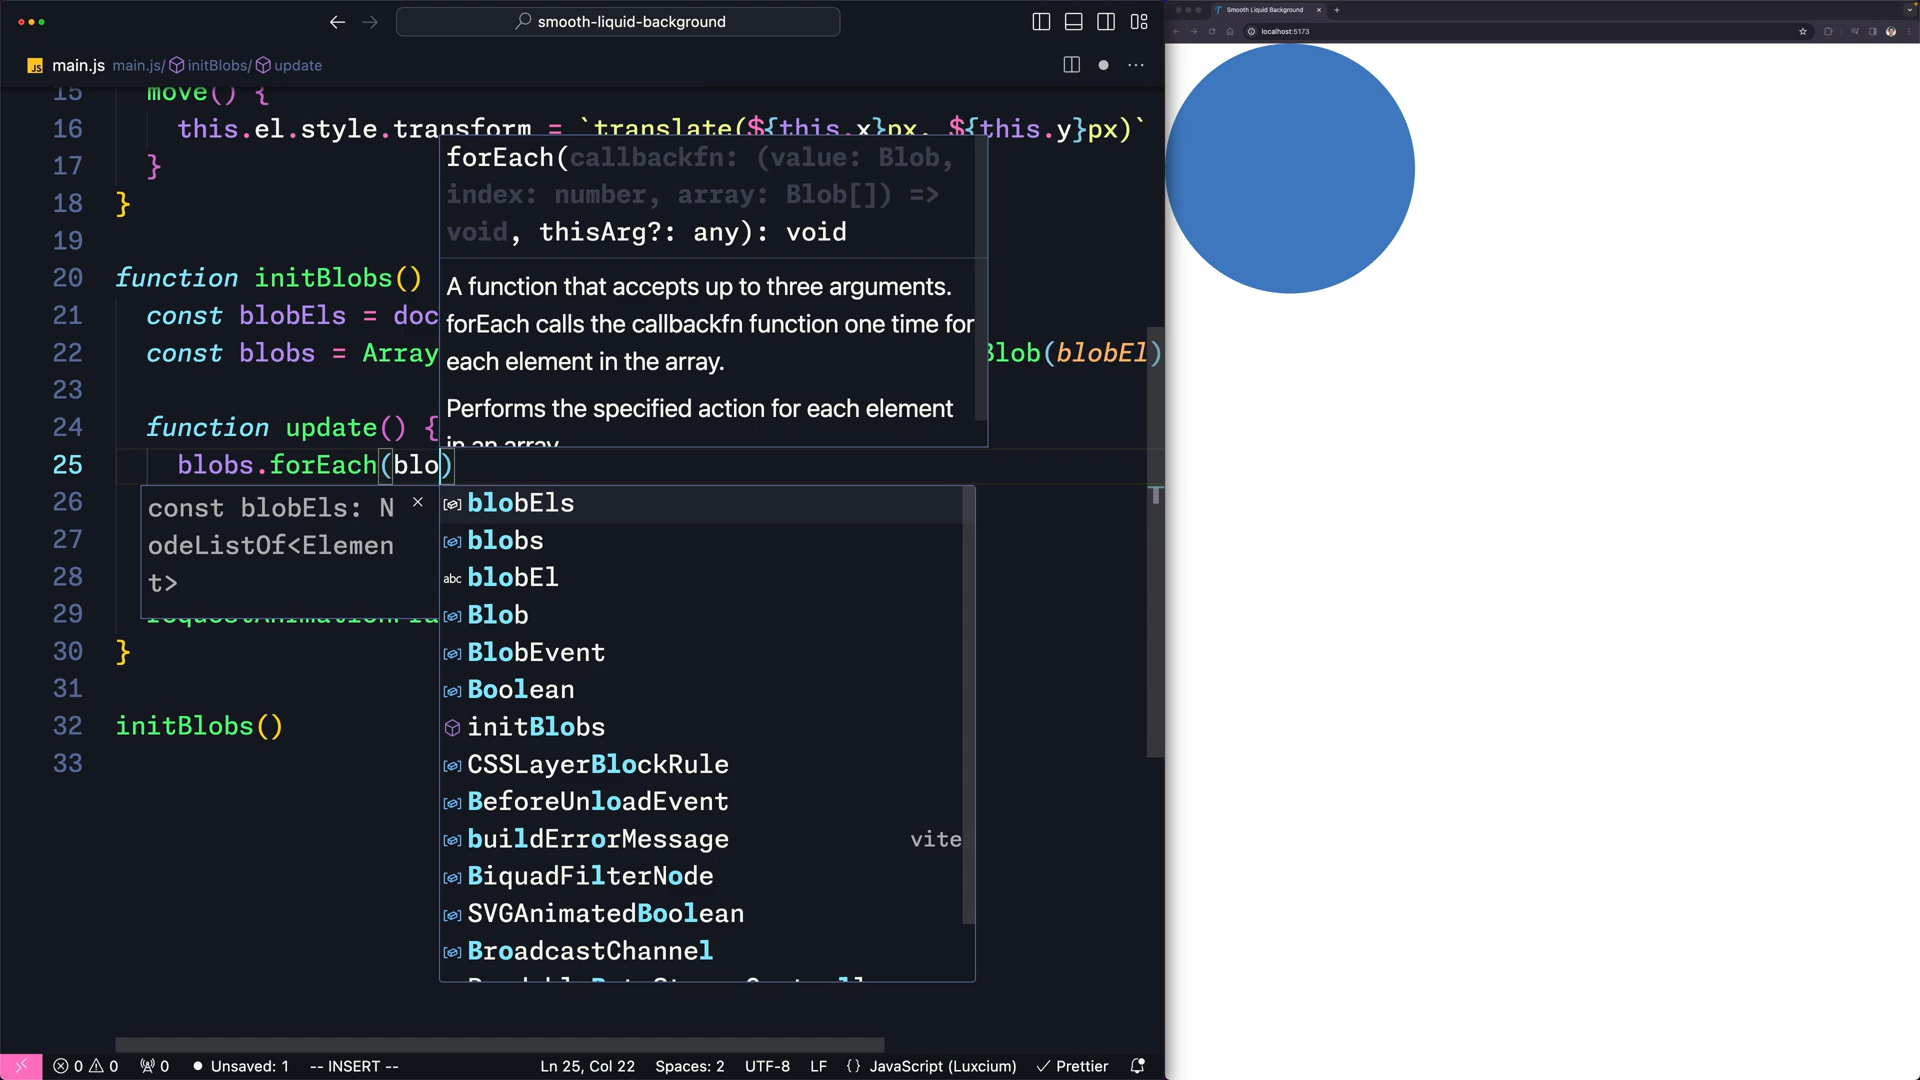 smooth-liquid-background
Smooth Liquid Background
localhost:5173
JS main.js main.js/ initBlobs/ update
15 move() {
16 this.el.style.transform = `translate(${this.x}px, ${this.y}px)`
17 }
18 }
19
20 function initBlobs()
21 const blobEls = doc
22 const blobs = Array Blob(blobEl)
23
24 function update() {
25 blobs.forEach(blo)
26
27
28
29
30 }
31
32 initBlobs()
33
forEach(callbackfn: (value: Blob,
index: number, array: Blob[]) =>
void, thisArg?: any): void
A function that accepts up to three arguments.
forEach calls the callbackfn function one time for
each element in the array.
Performs the specified action for each element
in an array.
const blobEls: N
odeListOf<Elemen
t>
blobEls
blobs
abc blobEl
Blob
BlobEvent
Boolean
initBlobs
CSSLayerBlockRule
BeforeUnloadEvent
buildErrorMessage vite
BiquadFilterNode
SVGAnimatedBoolean
BroadcastChannel
0 0 0 Unsaved: 1 -- INSERT -- Ln 25, Col 22 Spaces: 2 UTF-8 LF {} JavaScript (Luxcium) Prettier